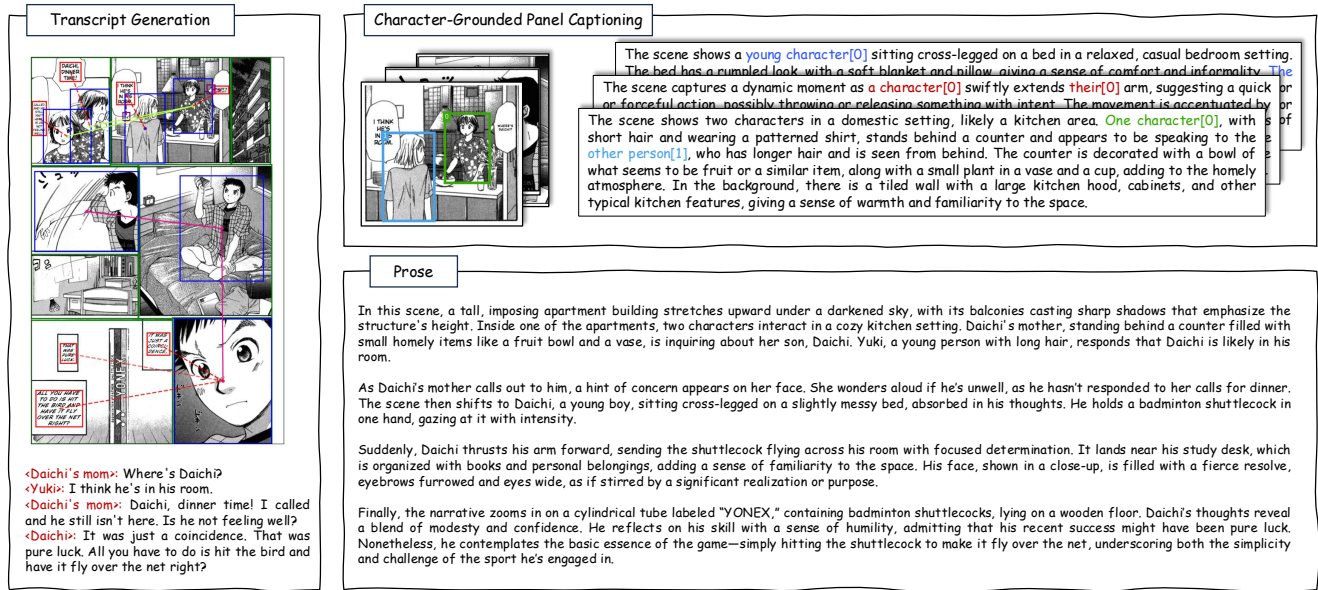 Transcript Generation
DAICHI,
DINNER
TIME!
THINK
HE'S
IN HIS
ROOM.
IT WAS
JUST A
COINCI-
DENCE.
THAT
WAS PURE
LUCK.
ALL YOU HAVE
TO DO IS HIT
THE BIRD AND
HAVE IT FLY
OVER THE NET
RIGHT?
YONEX
<Daichi's mom>: Where's Daichi?
<Yuki>: I think he's in his room.
<Daichi's mom>: Daichi, dinner time! I called
and he still isn't here. Is he not feeling well?
<Daichi>: It was just a coincidence. That was
pure luck. All you have to do is hit the bird and
have it fly over the net right?
Character-Grounded Panel Captioning
I THINK
HE'S
IN HIS
ROOM.
WHERE'S
DAICHI?
The scene shows a young character[0] sitting cross-legged on a bed in a relaxed, casual bedroom setting.
The bed has a rumpled look, with a soft blanket and pillow, giving a sense of comfort and informality. The
The scene captures a dynamic moment as a character[0] swiftly extends their[0] arm, suggesting a quick
or forceful action, possibly throwing or releasing something with intent. The movement is accentuated by
The scene shows two characters in a domestic setting, likely a kitchen area. One character[0], with
short hair and wearing a patterned shirt, stands behind a counter and appears to be speaking to the
other person[1], who has longer hair and is seen from behind. The counter is decorated with a bowl of
what seems to be fruit or a similar item, along with a small plant in a vase and a cup, adding to the homely
atmosphere. In the background, there is a tiled wall with a large kitchen hood, cabinets, and other
typical kitchen features, giving a sense of warmth and familiarity to the space.
Prose
In this scene, a tall, imposing apartment building stretches upward under a darkened sky, with its balconies casting sharp shadows that emphasize the
structure's height. Inside one of the apartments, two characters interact in a cozy kitchen setting. Daichi's mother, standing behind a counter filled with
small homely items like a fruit bowl and a vase, is inquiring about her son, Daichi. Yuki, a young person with long hair, responds that Daichi is likely in his
room.
As Daichi's mother calls out to him, a hint of concern appears on her face. She wonders aloud if he's unwell, as he hasn't responded to her calls for dinner.
The scene then shifts to Daichi, a young boy, sitting cross-legged on a slightly messy bed, absorbed in his thoughts. He holds a badminton shuttlecock in
one hand, gazing at it with intensity.
Suddenly, Daichi thrusts his arm forward, sending the shuttlecock flying across his room with focused determination. It lands near his study desk, which
is organized with books and personal belongings, adding a sense of familiarity to the space. His face, shown in a close-up, is filled with a fierce resolve,
eyebrows furrowed and eyes wide, as if stirred by a significant realization or purpose.
Finally, the narrative zooms in on a cylindrical tube labeled "YONEX," containing badminton shuttlecocks, lying on a wooden floor. Daichi's thoughts reveal
a blend of modesty and confidence. He reflects on his skill with a sense of humility, admitting that his recent success might have been pure luck.
Nonetheless, he contemplates the basic essence of the game—simply hitting the shuttlecock to make it fly over the net, underscoring both the simplicity
and challenge of the sport he's engaged in.